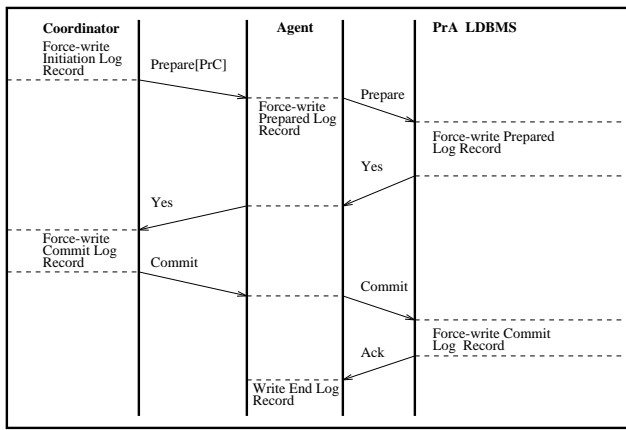 Coordinator Agent PrA LDBMS
Force-write
Initiation Log
Record
Prepare[PrC]
Prepare
Force-write
Prepared Log
Record
Force-write Prepared
Log Record
Yes
Yes
Force-write
Commit Log
Record
Commit
Commit
Force-write Commit
Log Record
Ack
Write End Log
Record